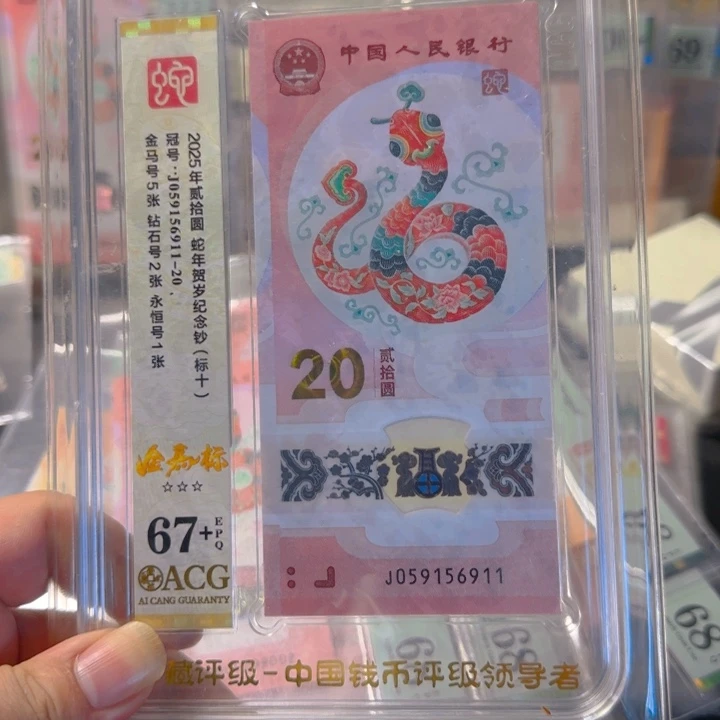 蛇
2025年贰拾圆 蛇年贺岁纪念钞（标十）
冠号：J059156911-20
金马号5张 钻石号2张 永恒号1张
☆☆☆
67+
EPQ
ACG
AI CANG GUARANTY
中国人民银行
蛇
20
贰拾圆
J059156911
藏评级-中国钱币评级领导者
69
68
68